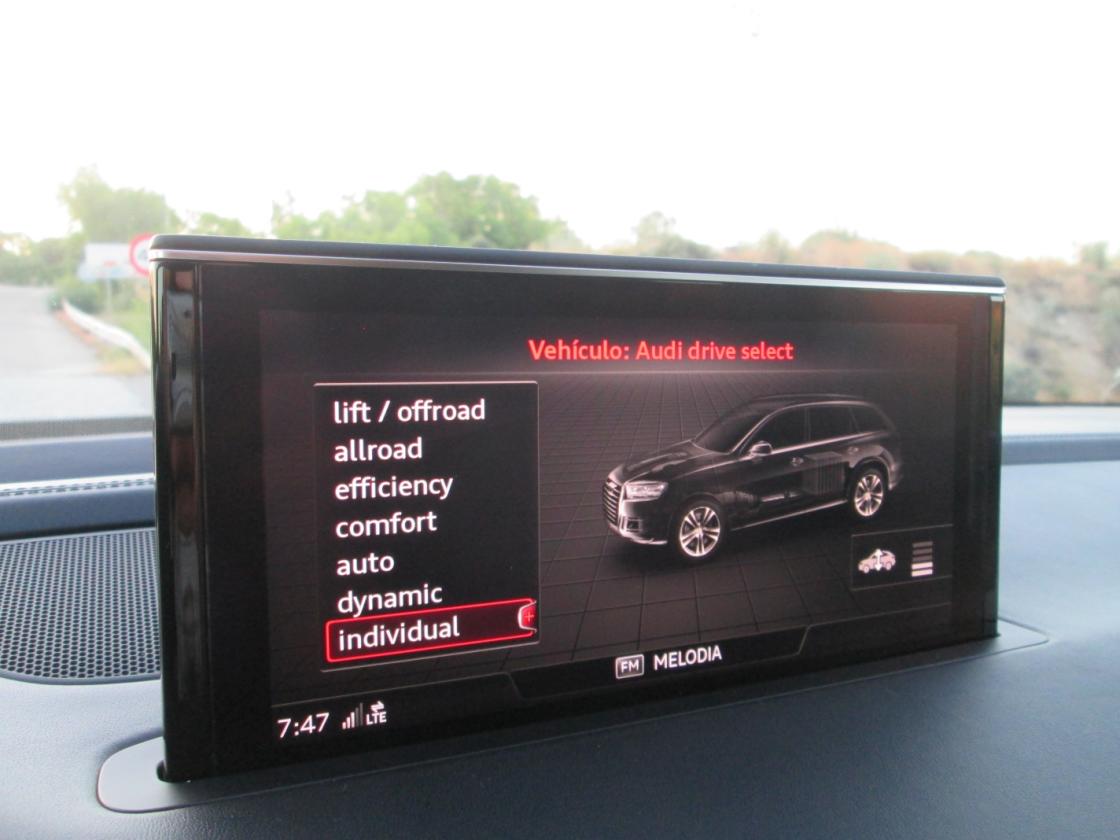 Vehículo: Audi drive select
lift / offroad
allroad
efficiency
comfort
auto
dynamic
individual
FM MELODIA
7:47 LTE